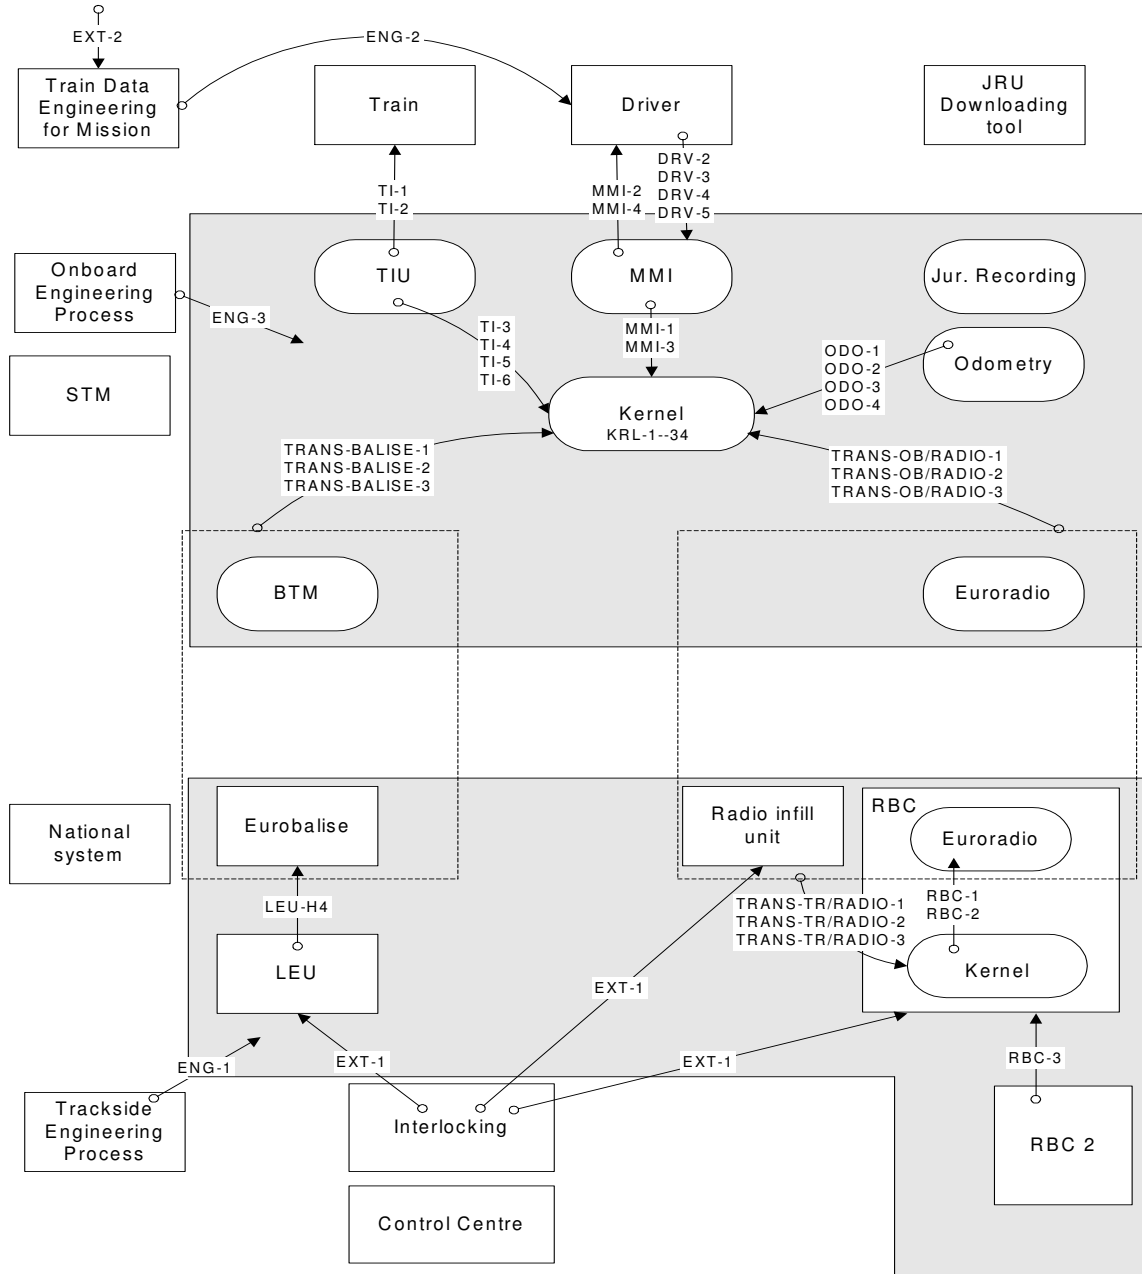 EXT-2
ENG-2
Train Data
Engineering
for Mission
Train
Driver
JRU
Downloading
tool
TI-1
TI-2
MMI-2
MMI-4
DRV-2
DRV-3
DRV-4
DRV-5
Onboard
Engineering
Process
ENG-3
TIU
MMI
Jur. Recording
TI-3
TI-4
TI-5
TI-6
MMI-1
MMI-3
ODO-1
ODO-2
ODO-3
ODO-4
Odometry
STM
Kernel
KRL-1--34
TRANS-BALISE-1
TRANS-BALISE-2
TRANS-BALISE-3
TRANS-OB/RADIO-1
TRANS-OB/RADIO-2
TRANS-OB/RADIO-3
BTM
Euroradio
National
system
Eurobalise
Radio infill
unit
RBC
Euroradio
LEU-H4
TRANS-TR/RADIO-1
TRANS-TR/RADIO-2
TRANS-TR/RADIO-3
RBC-1
RBC-2
LEU
Kernel
EXT-1
ENG-1
EXT-1
EXT-1
RBC-3
Trackside
Engineering
Process
Interlocking
RBC 2
Control Centre